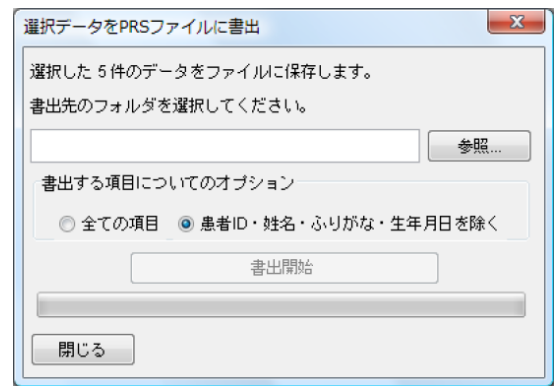 選択データをPRSファイルに書出
選択した 5件のデータをファイルに保存します。
書出先のフォルダを選択してください。
参照...
書出する項目についてのオプション
全ての項目 患者ID・姓名・ふりがな・生年月日を除く
書出開始
閉じる